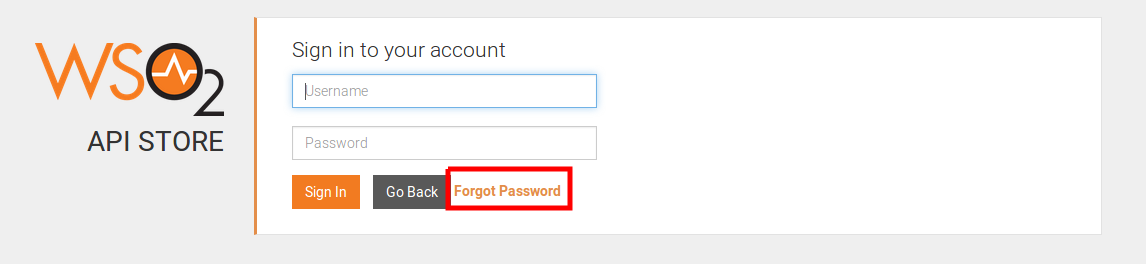 WSO2
API STORE
Sign in to your account
Username
Password
Sign In Go Back Forgot Password